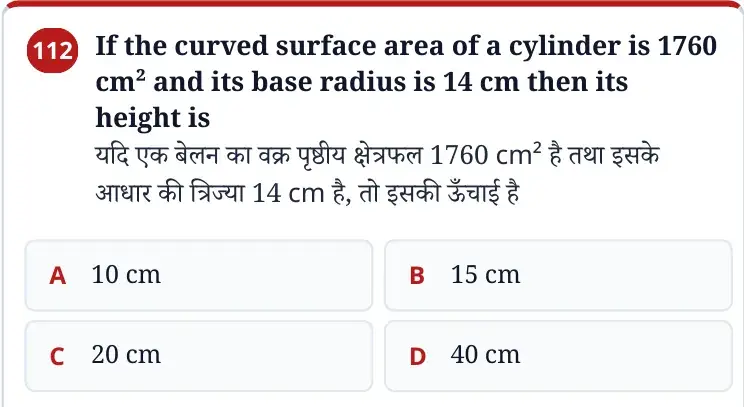 112 If the curved surface area of a cylinder is 1760
cm² and its base radius is 14 cm then its
height is
यदि एक बेलन का वक्र पृष्ठीय क्षेत्रफल 1760 cm² है तथा इसके
आधार की त्रिज्या 14 cm है, तो इसकी ऊँचाई है
A 10 cm
B 15 cm
C 20 cm
D 40 cm